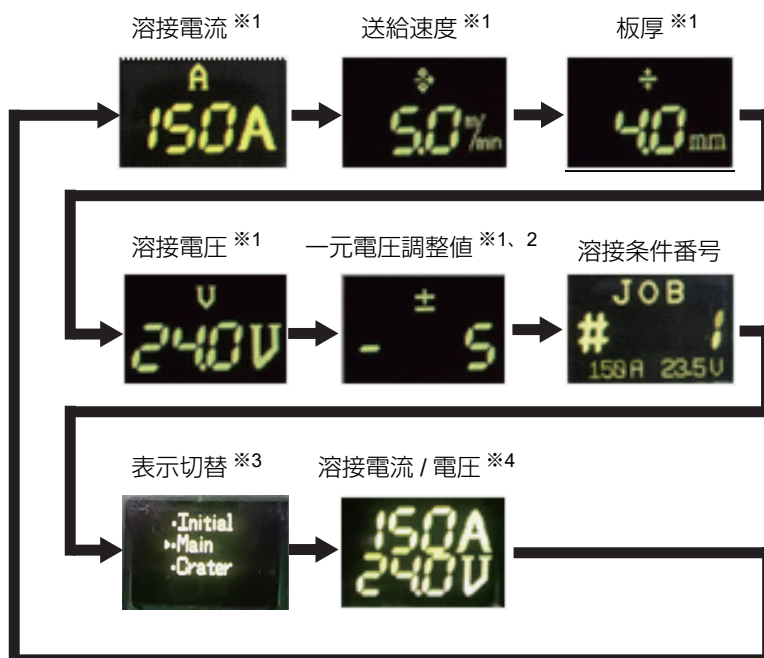 溶接電流 ※1
送給速度 ※1
板厚 ※1
A
150A
5.0 m/min
÷
4.0mm
溶接電圧 ※1
一元電圧調整値 ※1、2
溶接条件番号
V
24.0V
±
- 5
JOB
# 1
150A 23.5V
表示切替 ※3
溶接電流 / 電圧 ※4
・Initial
Main
・Crater
150A
24.0V